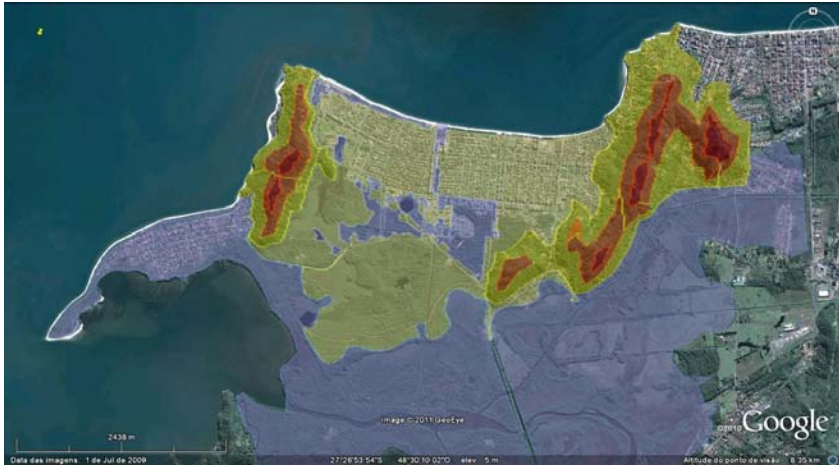 N
Image © 2011 GeoEye
©2010 Google
2438 m
Data das imagens: 1 de Jul de 2009 27°26'53.54"S 48°30'10.02"O elev 5 m Altitude do ponto de visão 8.35 km